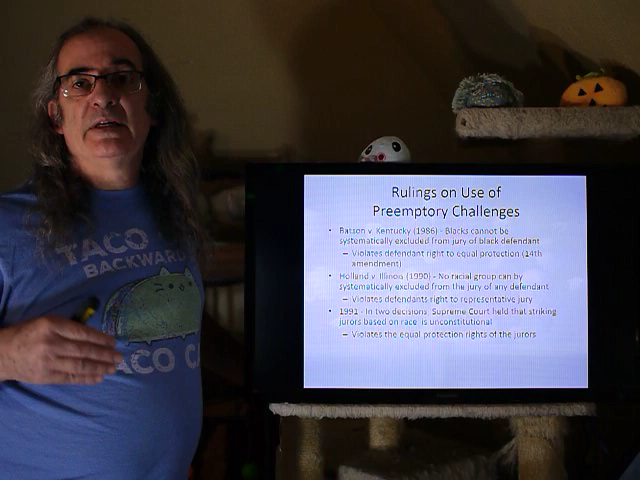 TACO
BACKWARD
ACO CA
Rulings on Use of
Preemptory Challenges
• Batson v. Kentucky (1986) - Blacks cannot be
systematically excluded from jury of black defendant
– Violates defendant right to equal protection (14th
amendment)
• Holland v. Illinois (1990) - No racial group can by
systematically excluded from the jury of any defendant
– Violates defendants right to representative jury
• 1991 - In two decisions, Supreme Court held that striking
jurors based on race is unconstitutional
– Violates the equal protection rights of the jurors